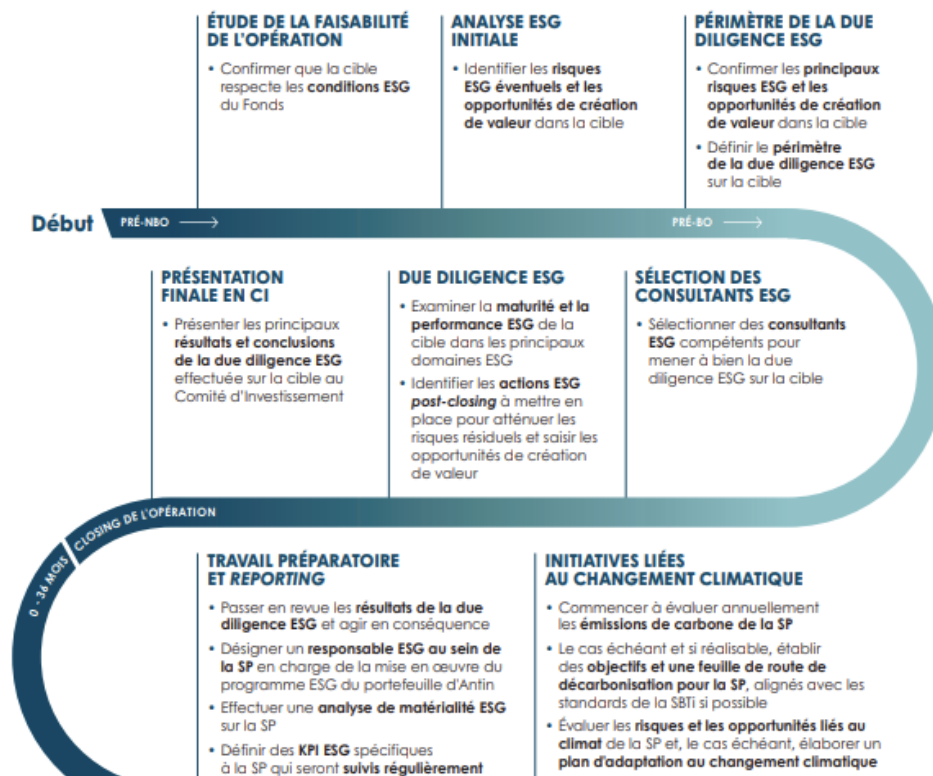 ÉTUDE DE LA FAISABILITÉ
DE L'OPÉRATION
• Confirmer que la cible
respecte les conditions ESG
du Fonds
ANALYSE ESG
INITIALE
• Identifier les risques
ESG éventuels et les
opportunités de création
de valeur dans la cible
PÉRIMÈTRE DE LA DUE
DILIGENCE ESG
• Confirmer les principaux
risques ESG et les
opportunités de création
de valeur dans la cible
• Définir le périmètre
de la due diligence ESG
sur la cible
Début
PRÉ-NBO
PRÉ-BO
PRÉSENTATION
FINALE EN CI
• Présenter les principaux
résultats et conclusions
de la due diligence ESG
effectuée sur la cible au
Comité d'Investissement
DUE DILIGENCE ESG
• Examiner la maturité et la
performance ESG de la
cible dans les principaux
domaines ESG
• Identifier les actions ESG
post-closing à mettre en
place pour atténuer les
risques résiduels et saisir les
opportunités de création
de valeur
SÉLECTION DES
CONSULTANTS ESG
• Sélectionner des consultants
ESG compétents pour
mener à bien la due
diligence ESG sur la cible
CLOSING DE L'OPÉRATION
0 - 36 MOIS
TRAVAIL PRÉPARATOIRE
ET REPORTING
• Passer en revue les résultats de la due
diligence ESG et agir en conséquence
• Désigner un responsable ESG au sein de
la SP en charge de la mise en œuvre du
programme ESG du portefeuille d'Antin
• Effectuer une analyse de matérialité ESG
sur la SP
• Définir des KPI ESG spécifiques
à la SP qui seront suivis régulièrement
INITIATIVES LIÉES
AU CHANGEMENT CLIMATIQUE
• Commencer à évaluer annuellement
les émissions de carbone de la SP
• Le cas échéant et si réalisable, établir
des objectifs et une feuille de route de
décarbonisation pour la SP, alignés avec les
standards de la SBTi si possible
• Évaluer les risques et les opportunités liés au
climat de la SP et, le cas échéant, élaborer un
plan d'adaptation au changement climatique